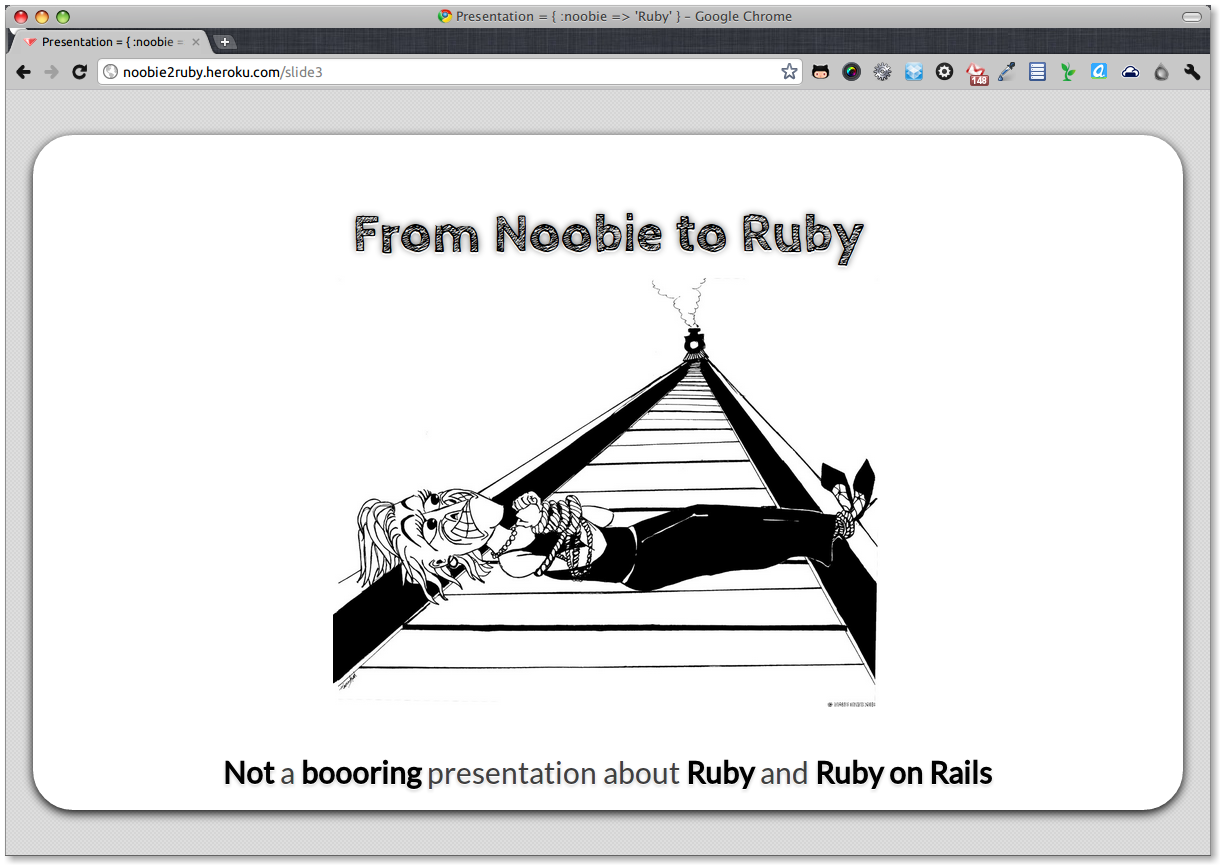 Presentation = { :noobie => 'Ruby' } – Google Chrome
Presentation = { :noobie =
noobie2ruby.heroku.com/slide3
148
From Noobie to Ruby
Not a boooring presentation about Ruby and Ruby on Rails